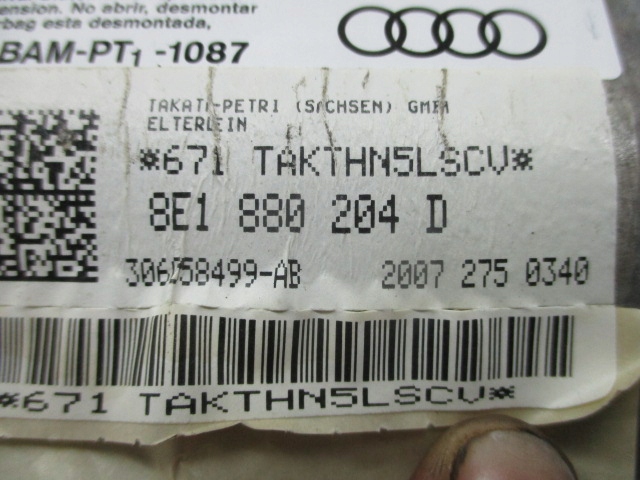 ension. No abrir, desmontar
rbag esta desmontada,
BAM-PT1 -1087
TAKATA-PETRI (SACHSEN) GMBH
ELTERLEIN
*671 TAKTHN5LSCV*
8E1 880 204 D
306358499-AB 2007 275 0340
*671 TAKTHN5LSCV*